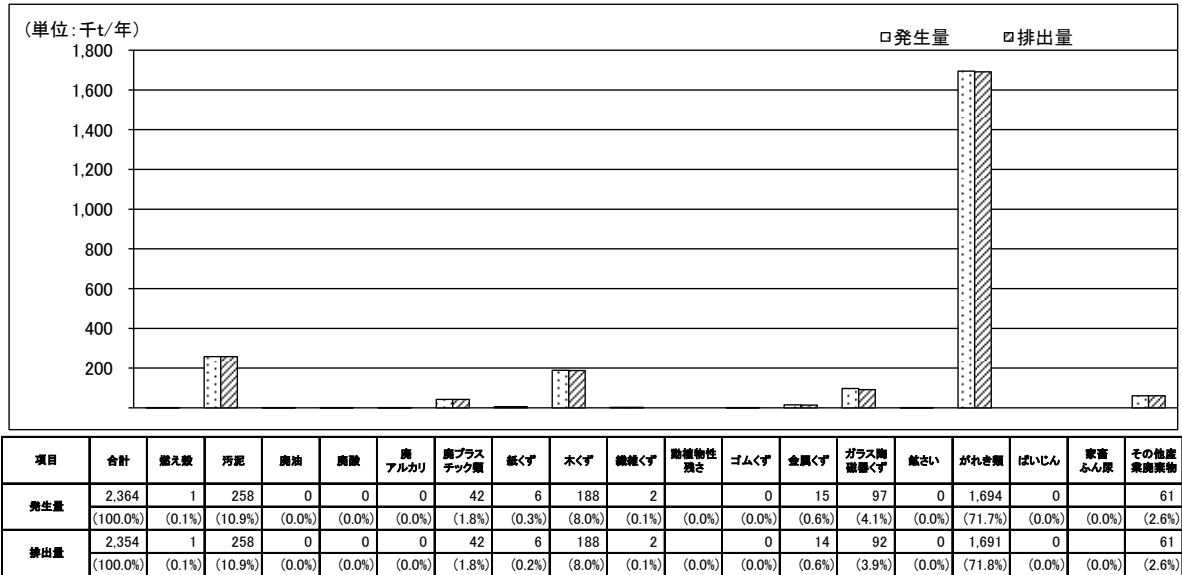 (単位:千t/年)
□発生量 □排出量
1,800
1,600
1,400
1,200
1,000
800
600
400
200
項目 合計 燃え殻 汚泥 廃油 廃酸 廃アルカリ 廃プラスチック類 紙くず 木くず 繊維くず 動植物性残さ ゴムくず 金属くず ガラス陶磁器くず 鉱さい がれき類 ばいじん 家畜ふん尿 その他産業廃棄物
発生量 2,364 1 258 0 0 0 42 6 188 2 0 15 97 0 1,694 0 61
(100.0%) (0.1%) (10.9%) (0.0%) (0.0%) (0.0%) (1.8%) (0.3%) (8.0%) (0.1%) (0.0%) (0.0%) (0.6%) (4.1%) (0.0%) (71.7%) (0.0%) (0.0%) (2.6%)
排出量 2,354 1 258 0 0 0 42 6 188 2 0 14 92 0 1,691 0 61
(100.0%) (0.1%) (10.9%) (0.0%) (0.0%) (0.0%) (1.8%) (0.2%) (8.0%) (0.1%) (0.0%) (0.0%) (0.6%) (3.9%) (0.0%) (71.8%) (0.0%) (0.0%) (2.6%)